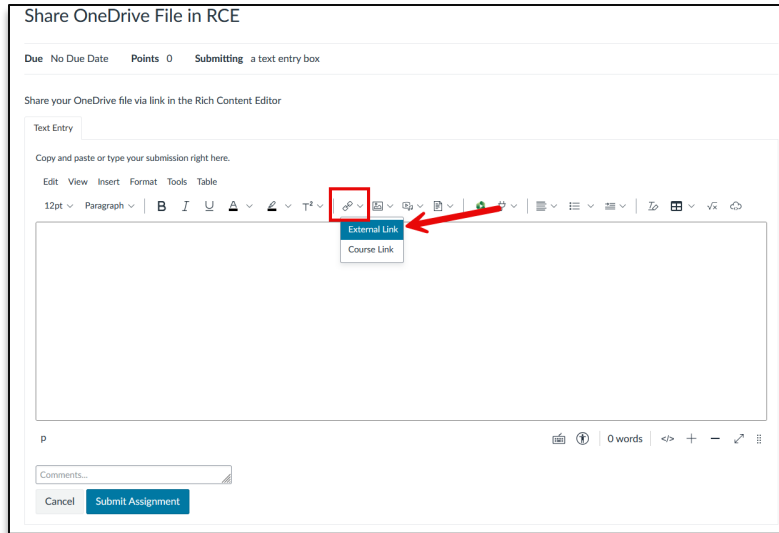 Share OneDrive File in RCE
Due No Due Date Points 0 Submitting a text entry box
Share your OneDrive file via link in the Rich Content Editor
Text Entry
Copy and paste or type your submission right here.
Edit View Insert Format Tools Table
12pt Paragraph B I U A T²
External Link
Course Link
p 0 words </>
Comments...
Cancel Submit Assignment